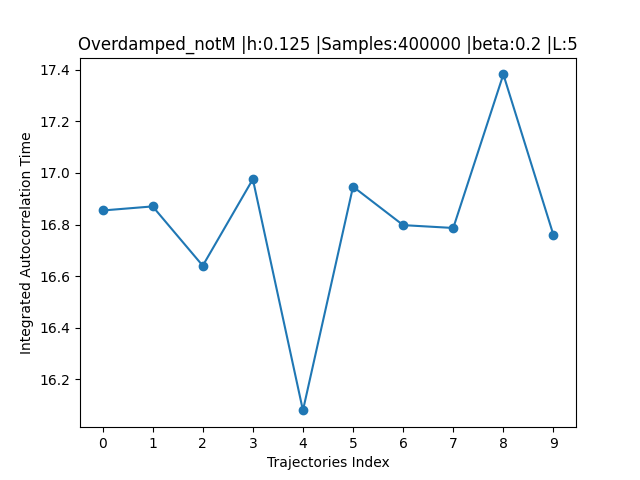 Overdamped_notM |h:0.125 |Samples:400000 |beta:0.2 |L:5
17.4
17.2
17.0
16.8
16.6
16.4
16.2
Integrated Autocorrelation Time
0 1 2 3 4 5 6 7 8 9
Trajectories Index